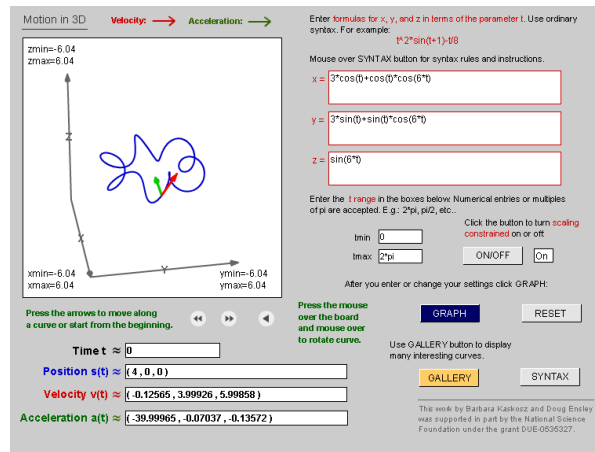 Motion in 3D
Velocity:
Acceleration:
zmin=-6.04
zmax=6.04
Z
X
Y
xmin=-6.04
xmax=6.04
ymin=-6.04
ymax=6.04
Press the arrows to move along
a curve or start from the beginning.
Press the mouse
over the board
and mouse over
to rotate curve.
Time t ≈ 0
Position s(t) ≈ ( 4 , 0 , 0 )
Velocity v(t) ≈ ( -0.12565 , 3.99926 , 5.99858 )
Acceleration a(t) ≈ ( -39.99965 , -0.07037 , -0.13572 )
Enter formulas for x, y, and z in terms of the parameter t. Use ordinary
syntax. For example:
t^2*sin(t+1)-t/8
Mouse over SYNTAX button for syntax rules and instructions.
x = 3*cos(t)+cos(t)*cos(6*t)
y = 3*sin(t)+sin(t)*cos(6*t)
z = sin(6*t)
Enter the t range in the boxes below. Numerical entries or multiples
of pi are accepted. E.g.: 2*pi, pi/2, etc..
Click the button to turn scaling
constrained on or off
tmin 0
tmax 2*pi
ON/OFF On
After you enter or change your settings click GRAPH:
GRAPH RESET
Use GALLERY button to display
many interesting curves.
GALLERY SYNTAX
This work by Barbara Kaskosz and Doug Ensley
was supported in part by the National Science
Foundation under the grant DUE-0535327.